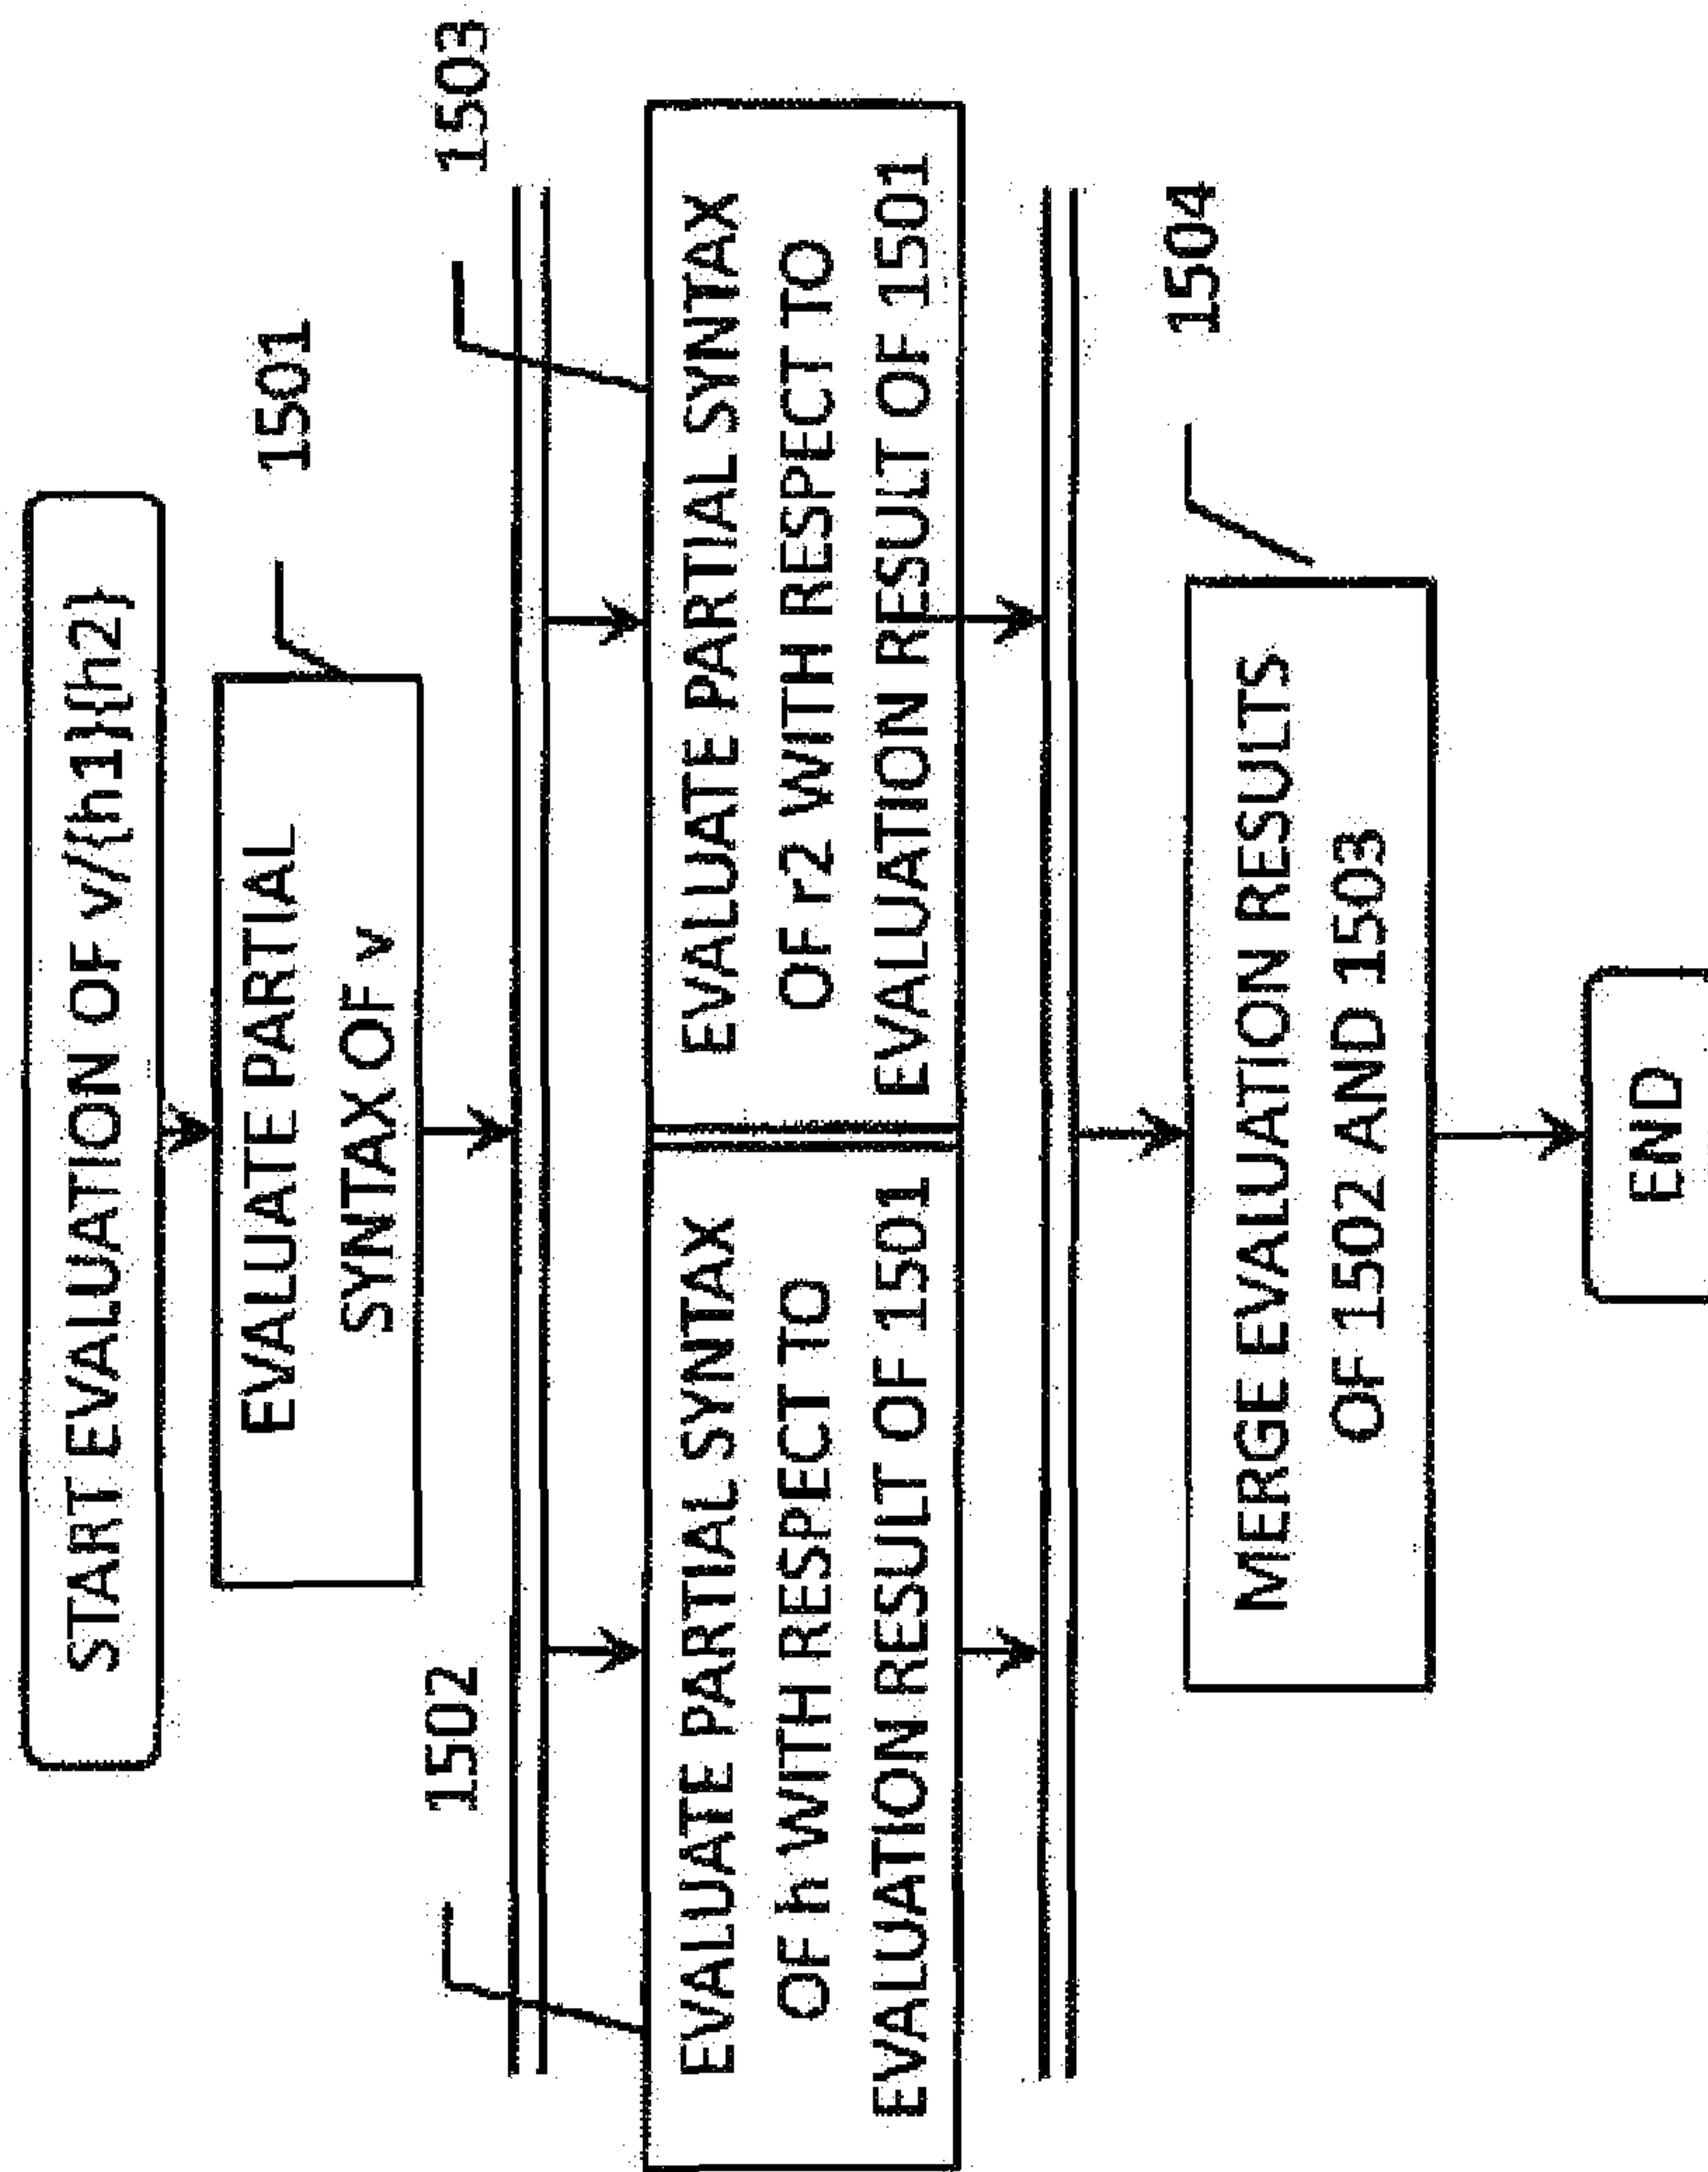 START EVALUATION OF v/{h1}{h2}
1501
EVALUATE PARTIAL
SYNTAX OF v
1502
1503
EVALUATE PARTIAL SYNTAX
OF h WITH RESPECT TO
EVALUATION RESULT OF 1501
EVALUATE PARTIAL SYNTAX
OF r2 WITH RESPECT TO
EVALUATION RESULT OF 1501
1504
MERGE EVALUATION RESULTS
OF 1502 AND 1503
END